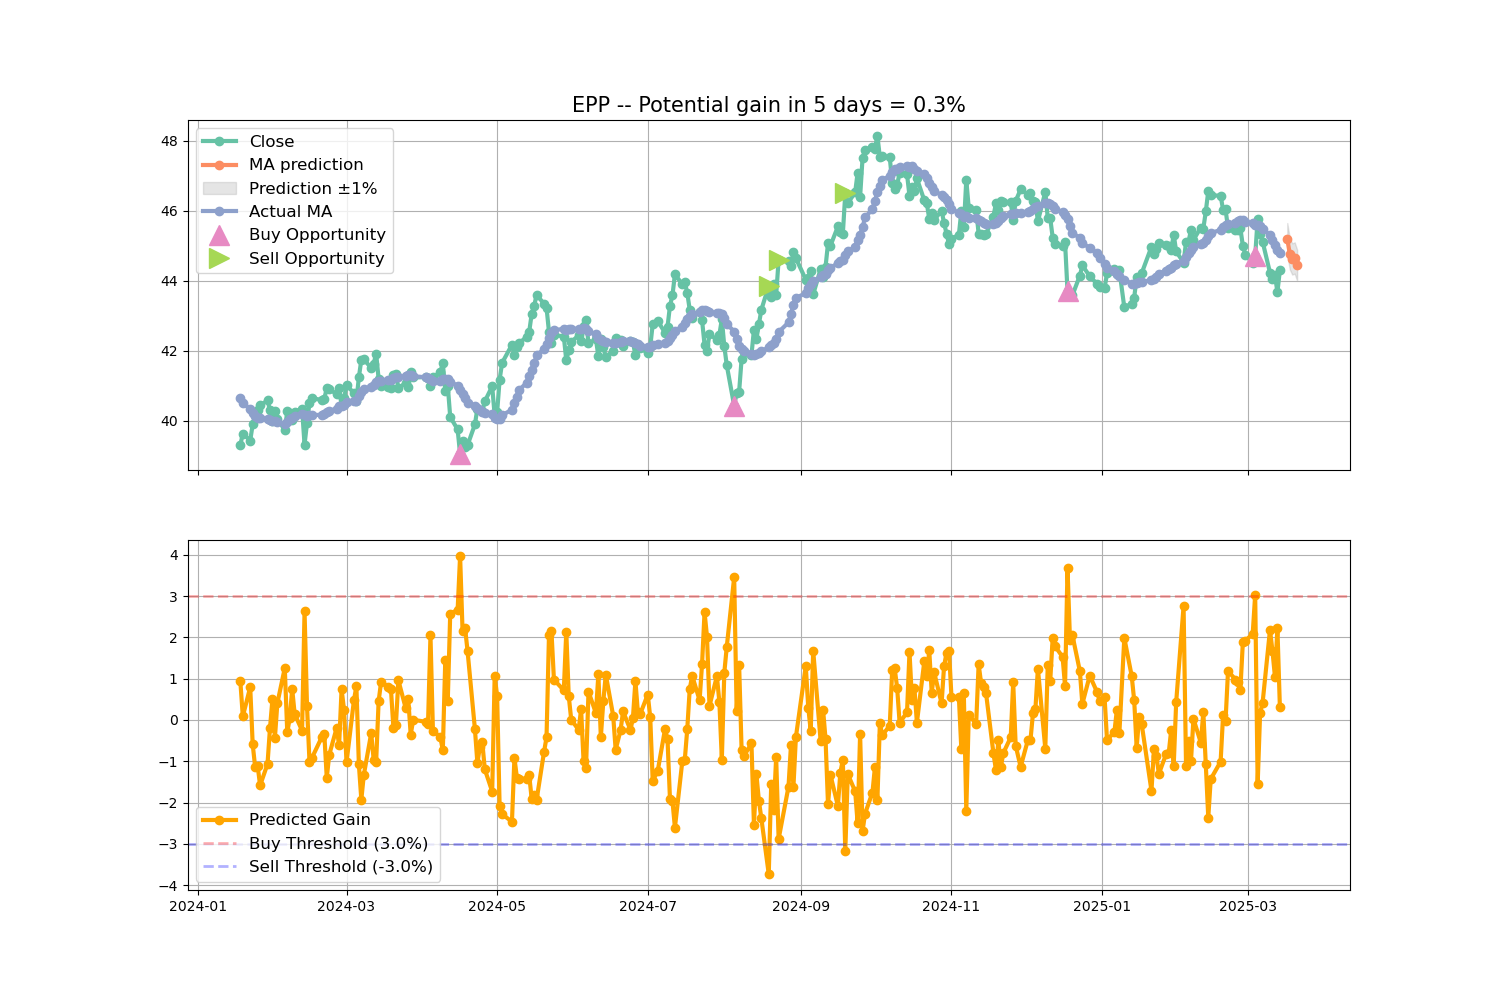 EPP -- Potential gain in 5 days = 0.3%
48
46
44
42
40
Close
MA prediction
Prediction ±1%
Actual MA
Buy Opportunity
Sell Opportunity
4
3
2
1
0
−1
−2
−3
−4
Predicted Gain
Buy Threshold (3.0%)
Sell Threshold (-3.0%)
2024-01 2024-03 2024-05 2024-07 2024-09 2024-11 2025-01 2025-03